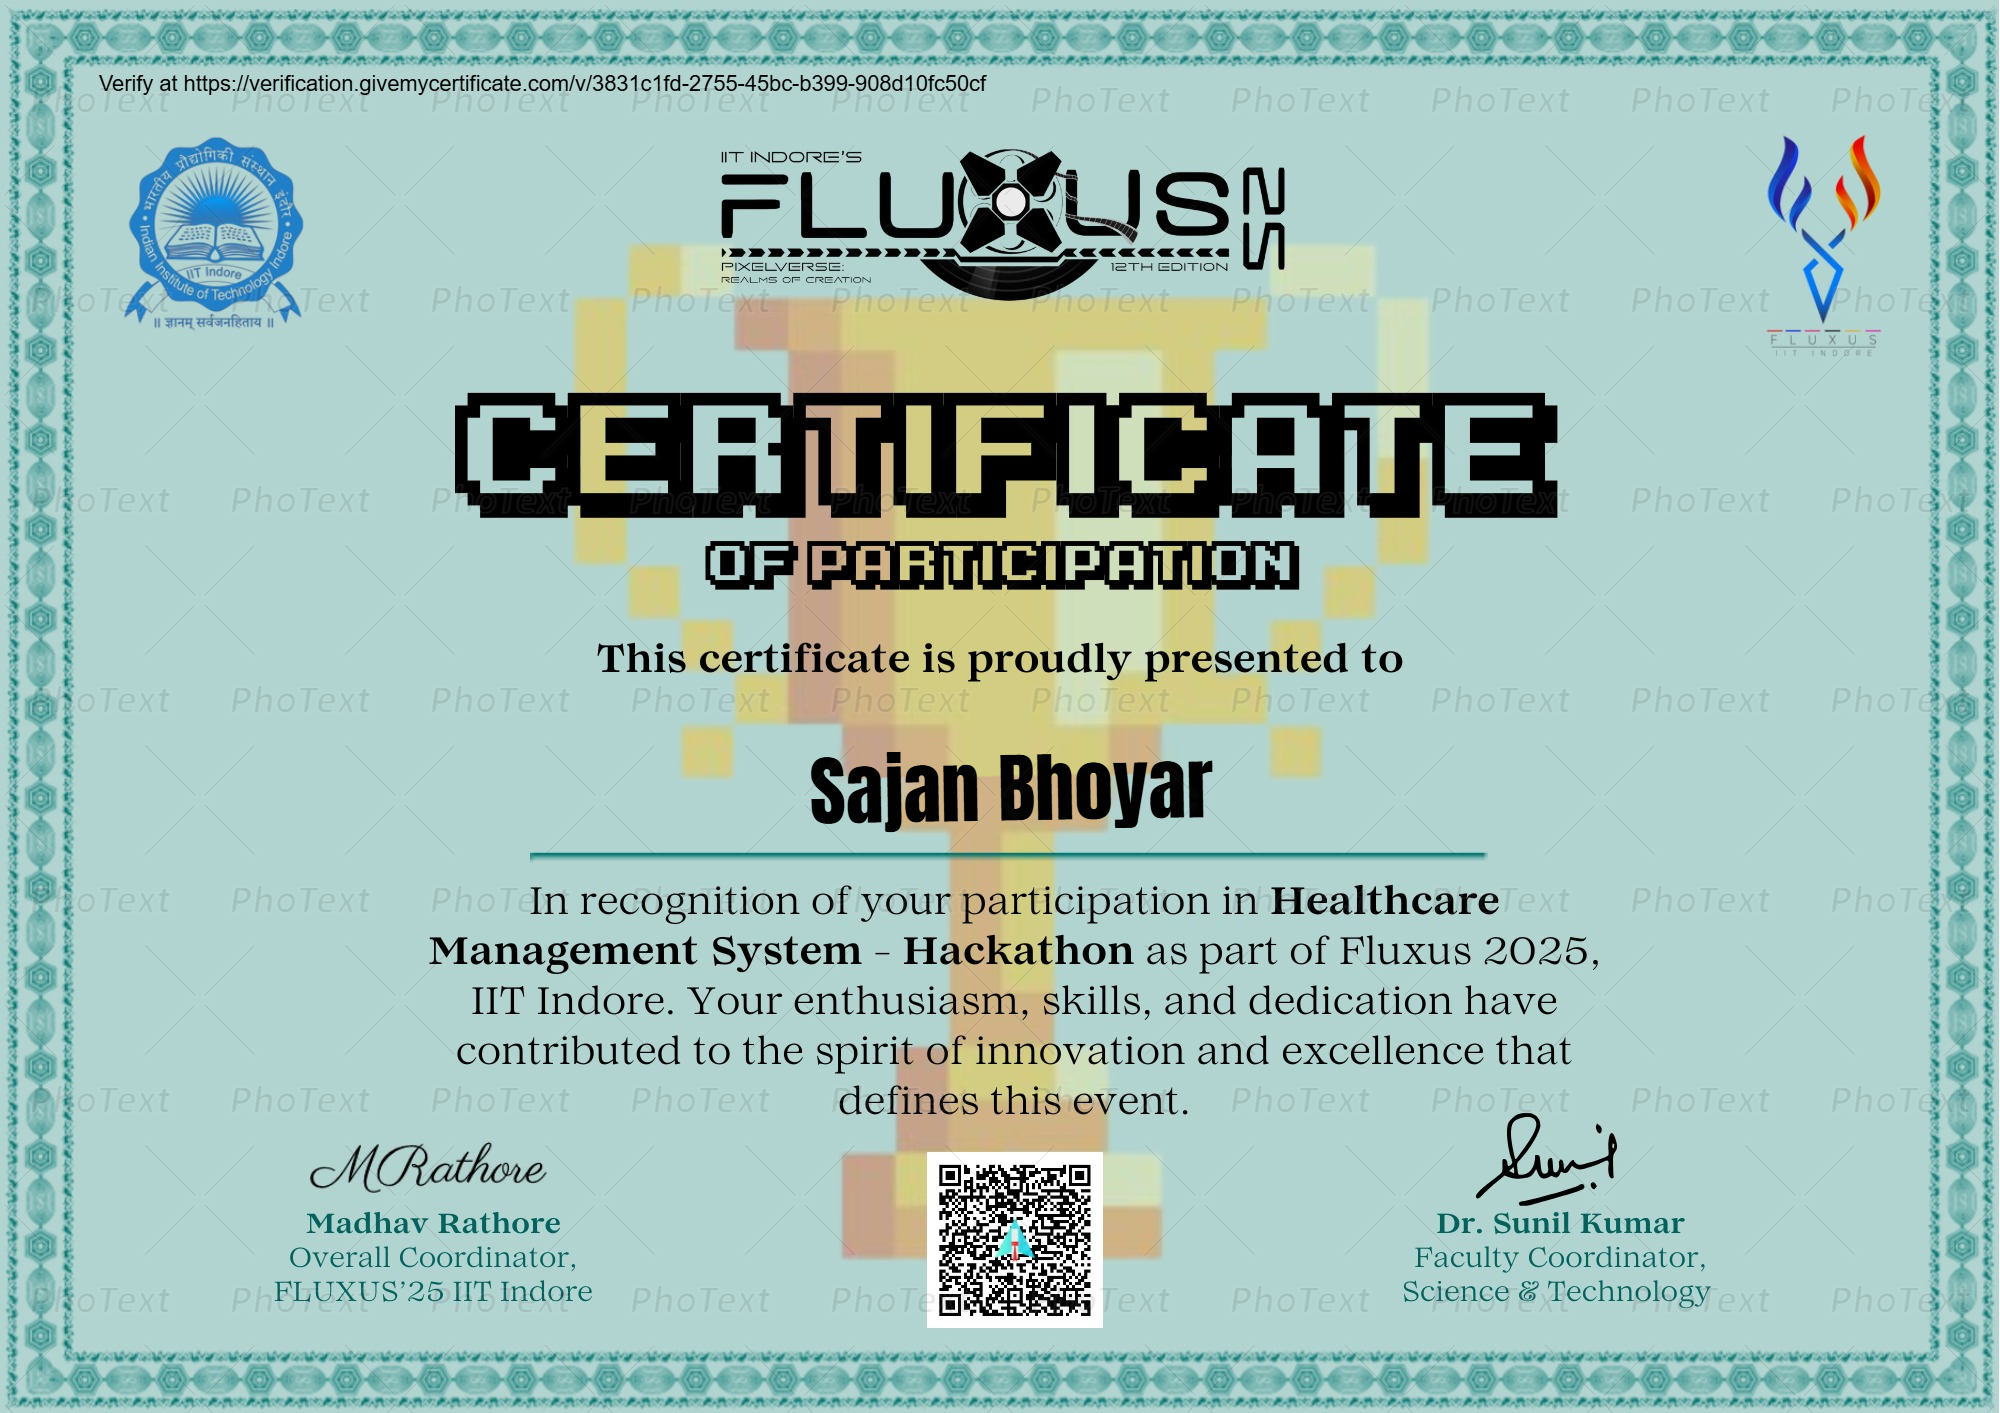 Verify at https://verification.givemycertificate.com/v/3831c1fd-2755-45bc-b399-908d10fc50cf
भारतीय प्रौद्योगिकी संस्थान इंदौर
Indian Institute of Technology Indore
IIT Indore
॥ ज्ञानम् सर्वजनहिताय ॥
IIT INDORE'S
FLUXUS 25
PIXELVERSE: 12TH EDITION
REALMS OF CREATION
FLUXUS
IIT INDORE
CERTIFICATE
OF PARTICIPATION
This certificate is proudly presented to
Sajan Bhoyar
In recognition of your participation in Healthcare
Management System - Hackathon as part of Fluxus 2025,
IIT Indore. Your enthusiasm, skills, and dedication have
contributed to the spirit of innovation and excellence that
defines this event.
MRathore
Madhav Rathore
Overall Coordinator,
FLUXUS’25 IIT Indore
Sunil
Dr. Sunil Kumar
Faculty Coordinator,
Science & Technology
PhoText